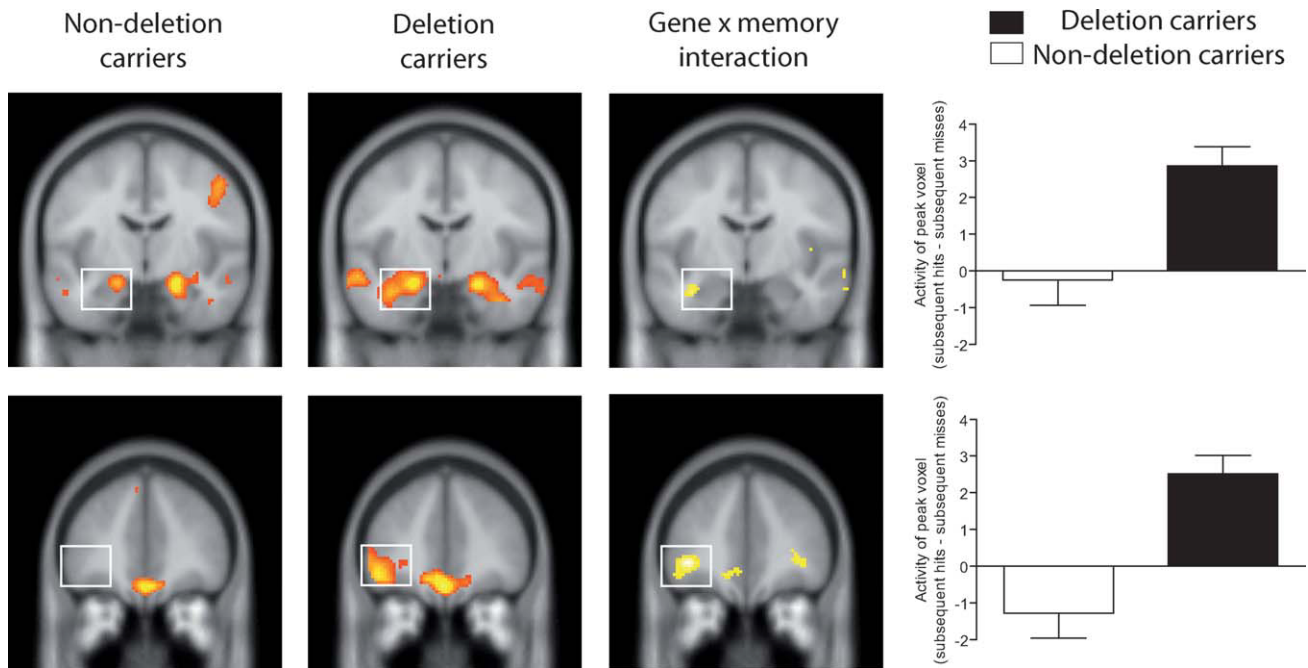 Non-deletion
carriers
Deletion
carriers
Gene x memory
interaction
Deletion carriers
Non-deletion carriers
Activity of peak voxel
(subsequent hits - subsequent misses)
4
3
2
1
0
-1
-2
Activity of peak voxel
(subsequent hits - subsequent misses)
4
3
2
1
0
-1
-2